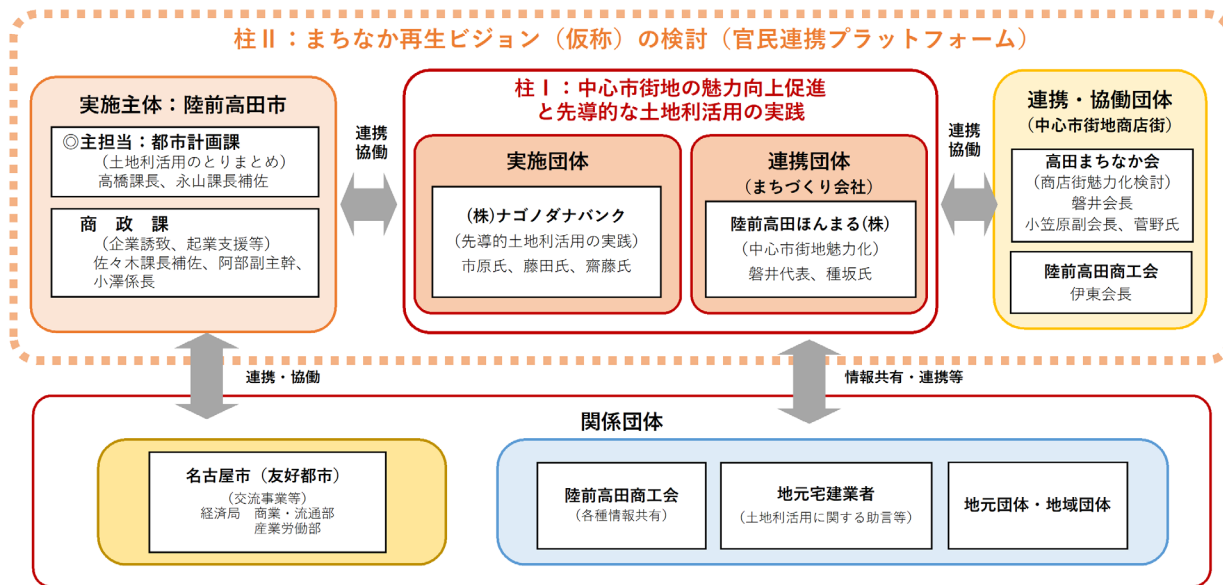 柱Ⅱ：まちなか再生ビジョン（仮称）の検討（官民連携プラットフォーム）
実施主体：陸前高田市
◎主担当：都市計画課
（土地利活用のとりまとめ）
高橋課長、永山課長補佐
商　政　課
（企業誘致、起業支援等）
佐々木課長補佐、阿部副主幹、
小澤係長
連携
協働
柱Ⅰ：中心市街地の魅力向上促進
と先導的な土地利活用の実践
実施団体
(株)ナゴノダナバンク
（先導的土地利活用の実践）
市原氏、藤田氏、齋藤氏
連携団体
（まちづくり会社）
陸前高田ほんまる(株)
（中心市街地魅力化）
磐井代表、種坂氏
連携
協働
連携・協働団体
（中心市街地商店街）
高田まちなか会
（商店街魅力化検討）
磐井会長
小笠原副会長、菅野氏
陸前高田商工会
伊東会長
連携・協働
情報共有・連携等
関係団体
名古屋市（友好都市）
（交流事業等）
経済局　商業・流通部
産業労働部
陸前高田商工会
（各種情報共有）
地元宅建業者
（土地利活用に関する助言等）
地元団体・地域団体